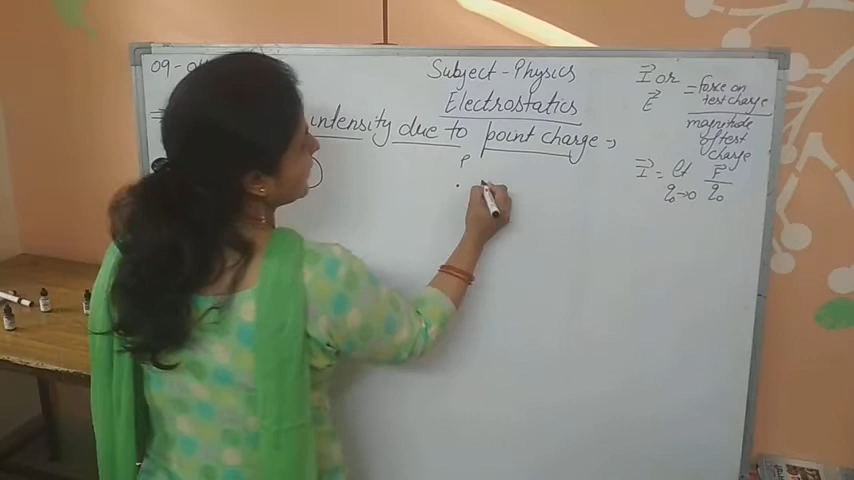 09-
Subject - Physics
Electrostatics
intensity due to point charge :-
P
I or E = force on test charge
magnitude of test charge
I = lt q₀→0 F
q₀